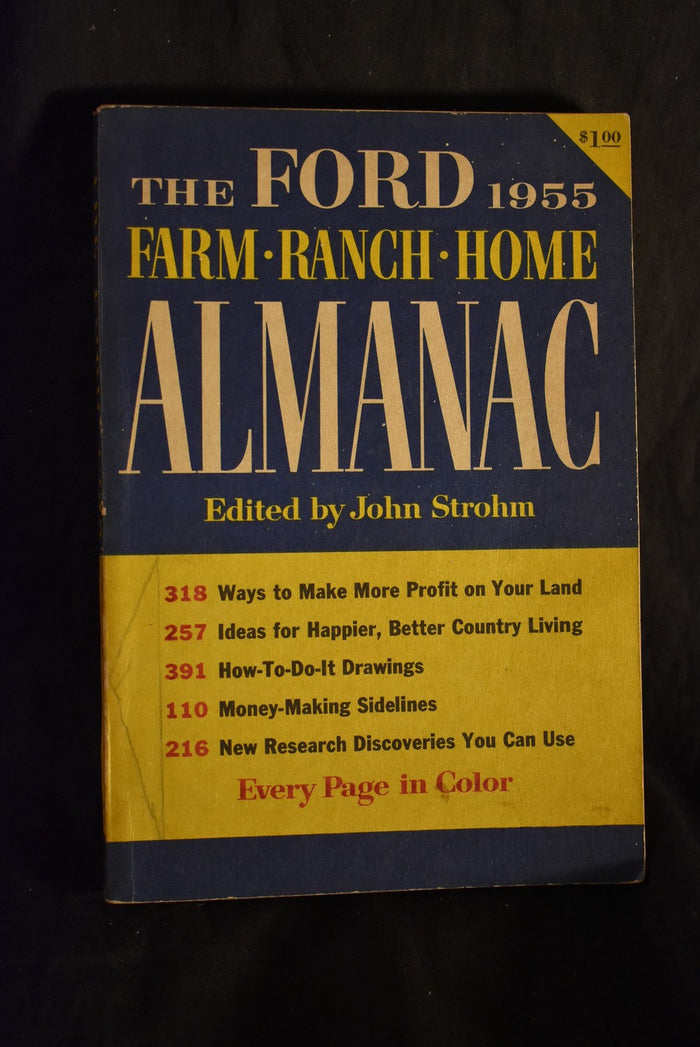 $1.00
THE FORD 1955
FARM·RANCH·HOME
ALMANAC
Edited by John Strohm
318 Ways to Make More Profit on Your Land
257 Ideas for Happier, Better Country Living
391 How-To-Do-It Drawings
110 Money-Making Sidelines
216 New Research Discoveries You Can Use
Every Page in Color